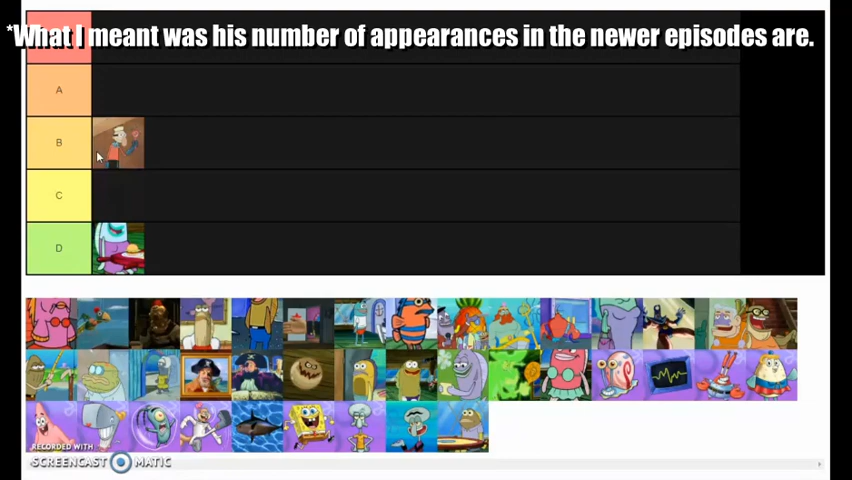 *What I meant was his number of appearances in the newer episodes are.
A
B
C
D
RECORDED WITH
SCREENCAST MATIC